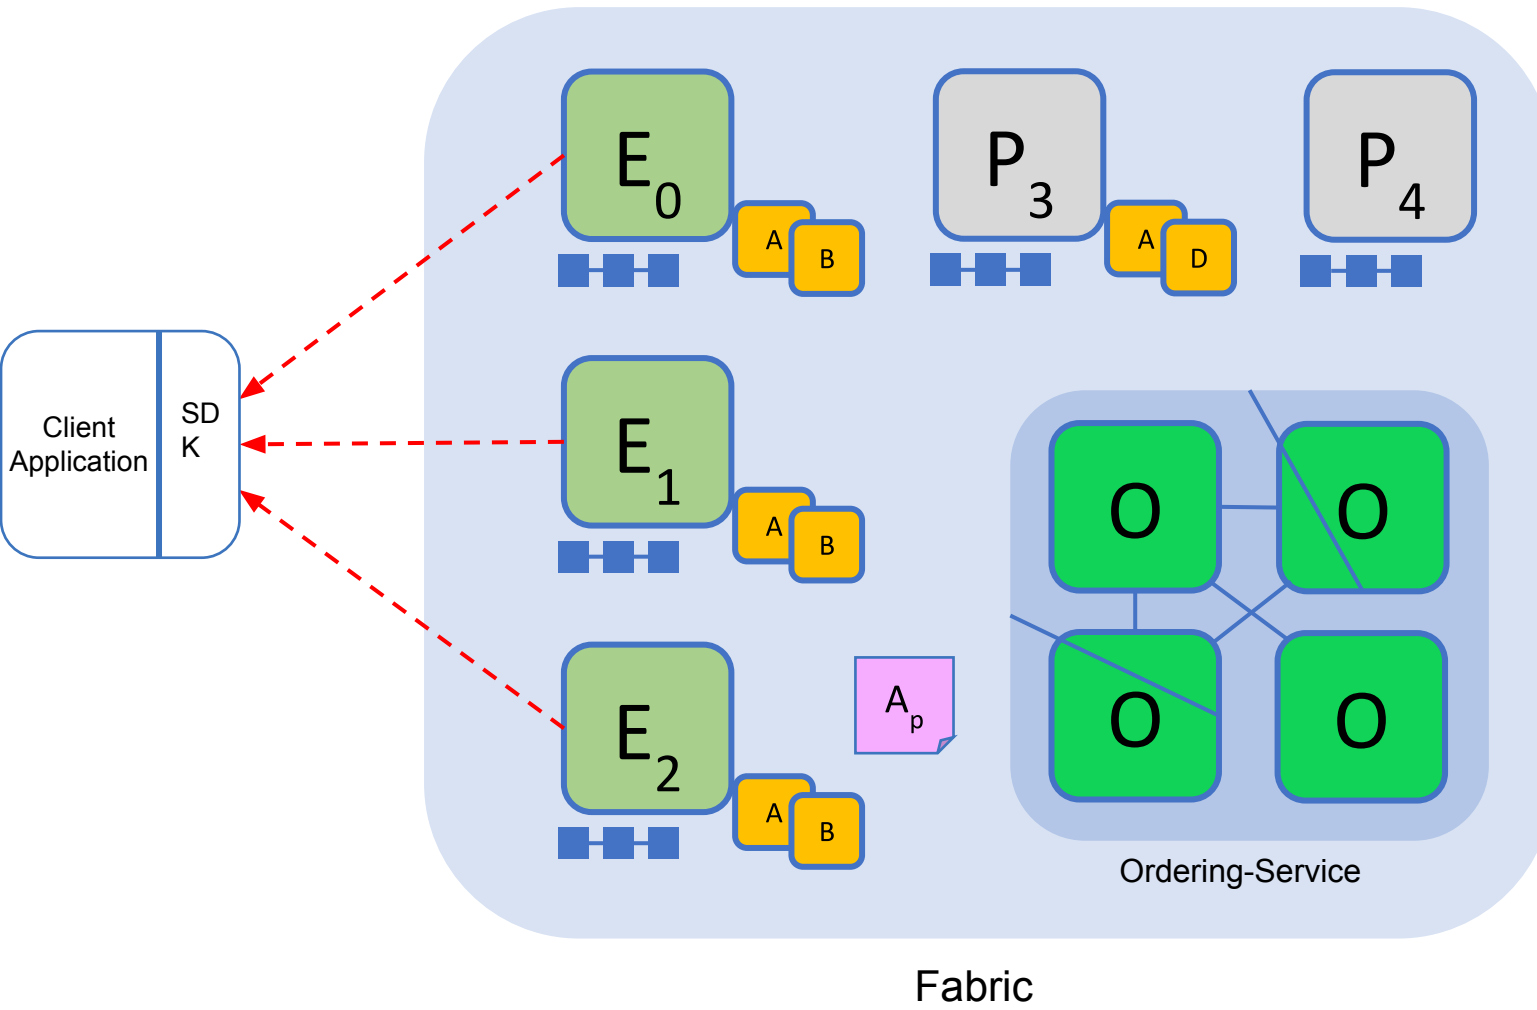 E0
A
B
P3
A
D
P4
Client
Application
SD
K
E1
A
B
O
O
E2
A
B
Ap
O
O
Ordering-Service
Fabric